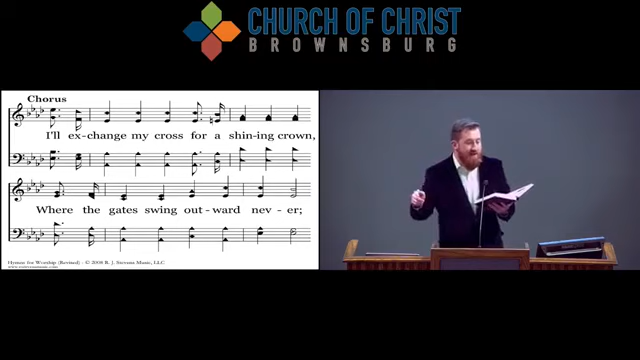 CHURCH OF CHRIST
BROWNSBURG
Chorus
I'll ex-change my cross for a shin-ing crown,
Where the gates swing out-ward nev-er;
Hymns for Worship (Revised) - © 2008 R. J. Stevens Music, LLC